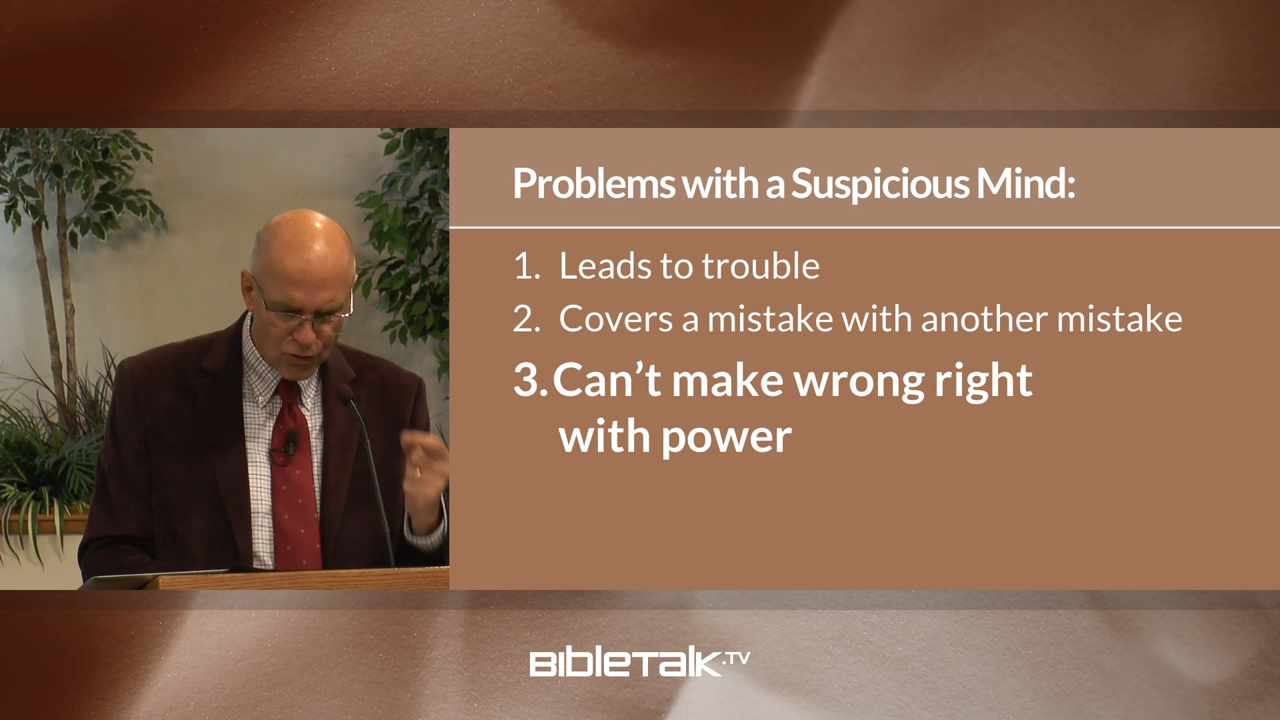 Problems with a Suspicious Mind:
1. Leads to trouble
2. Covers a mistake with another mistake
3. Can't make wrong right
with power
BIBLETALK.TV